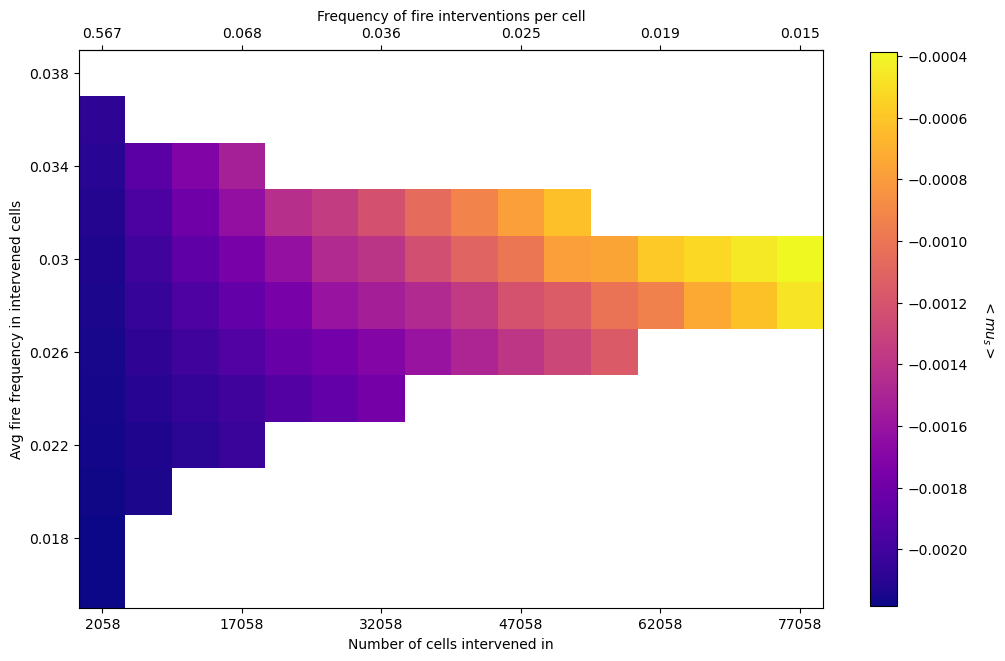 Frequency of fire interventions per cell
0.567 0.068 0.036 0.025 0.019 0.015
Avg fire frequency in intervened cells
0.038
0.034
0.03
0.026
0.022
0.018
2058 17058 32058 47058 62058 77058
Number of cells intervened in
−0.0004
−0.0006
−0.0008
−0.0010
−0.0012
−0.0014
−0.0016
−0.0018
−0.0020
< mu_s >